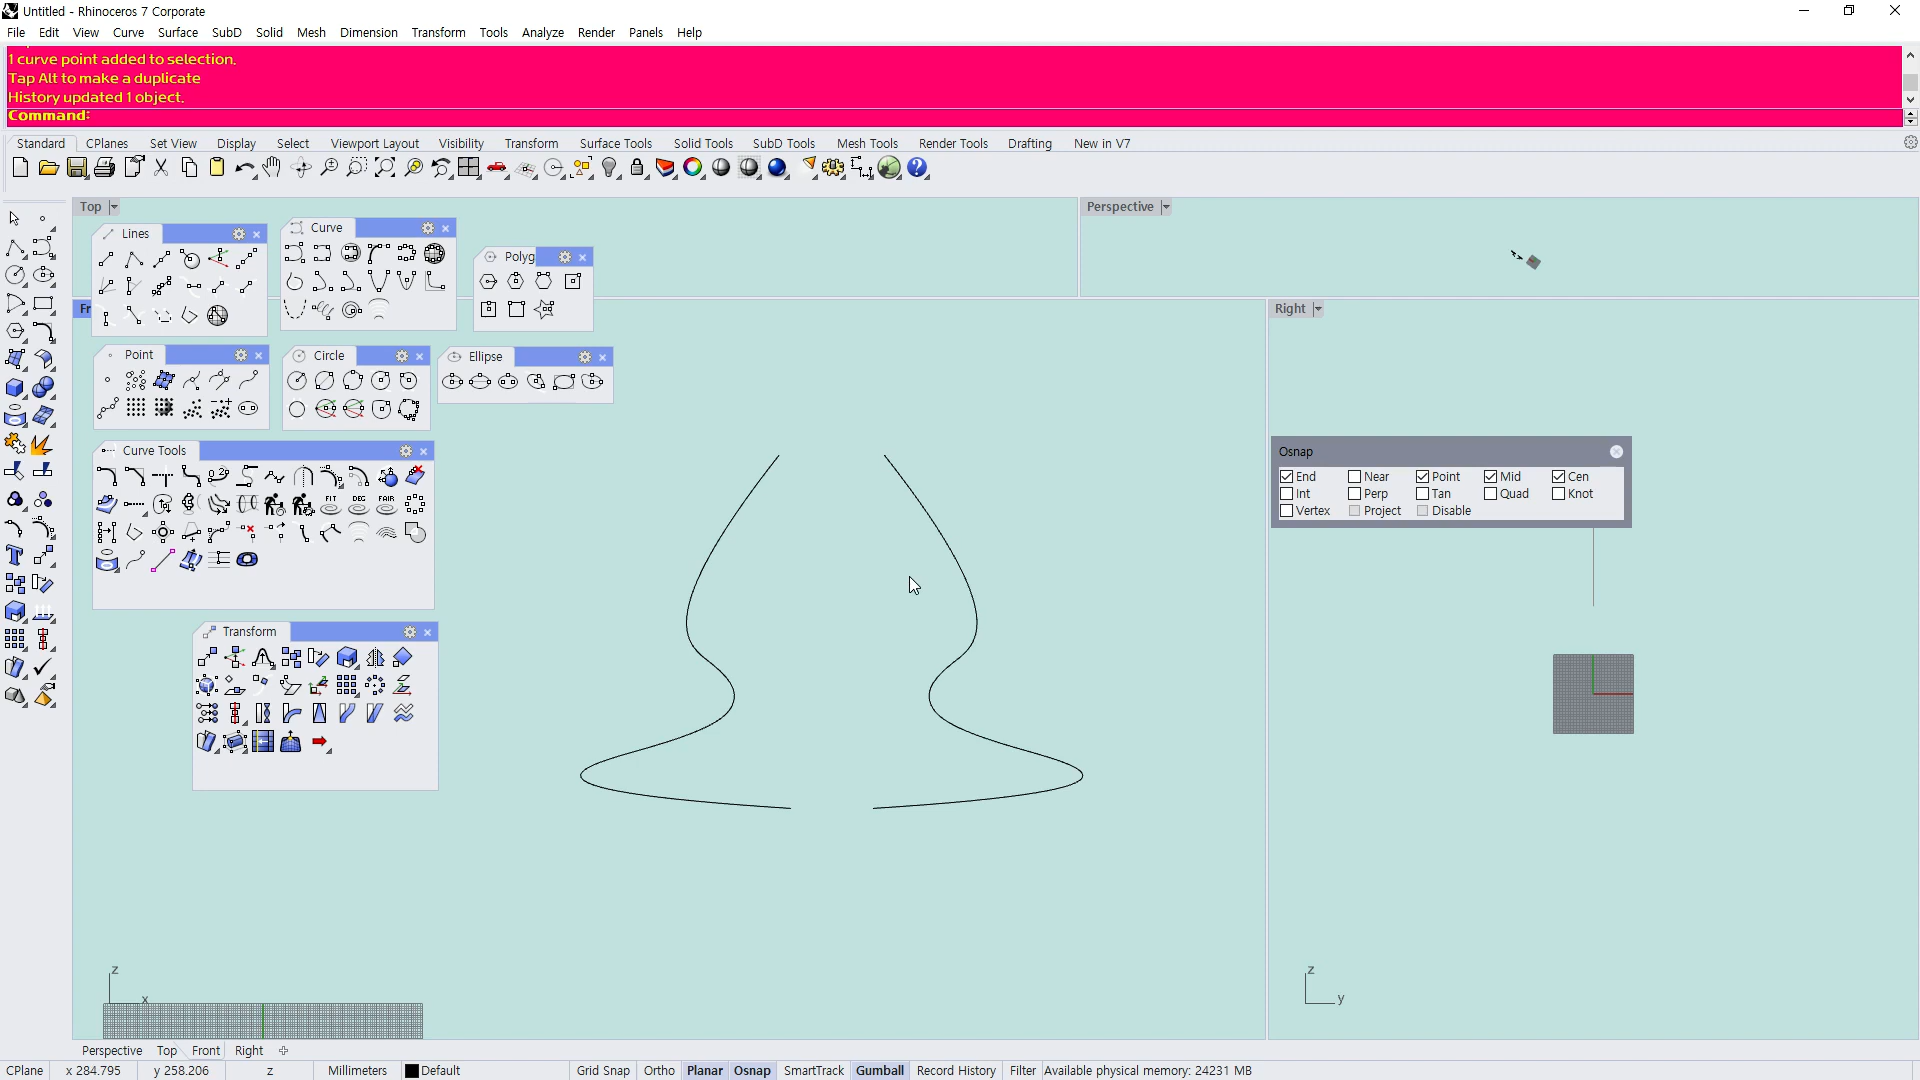 Untitled - Rhinoceros 7 Corporate
File Edit View Curve Surface SubD Solid Mesh Dimension Transform Tools Analyze Render Panels Help
1 curve point added to selection.
Tap Alt to make a duplicate
History updated 1 object.
Command:
Standard CPlanes Set View Display Select Viewport Layout Visibility Transform Surface Tools Solid Tools SubD Tools Mesh Tools Render Tools Drafting New in V7
Top
Perspective
Lines
Curve
Polyg
Fr
Right
Point
Circle
Ellipse
Curve Tools
FIT DEG FAIR
Osnap
End Near Point Mid Cen
Int Perp Tan Quad Knot
Vertex Project Disable
Transform
z
x
z
y
Perspective Top Front Right
CPlane x 284.795 y 258.206 z Millimeters Default Grid Snap Ortho Planar Osnap SmartTrack Gumball Record History Filter Available physical memory: 24231 MB